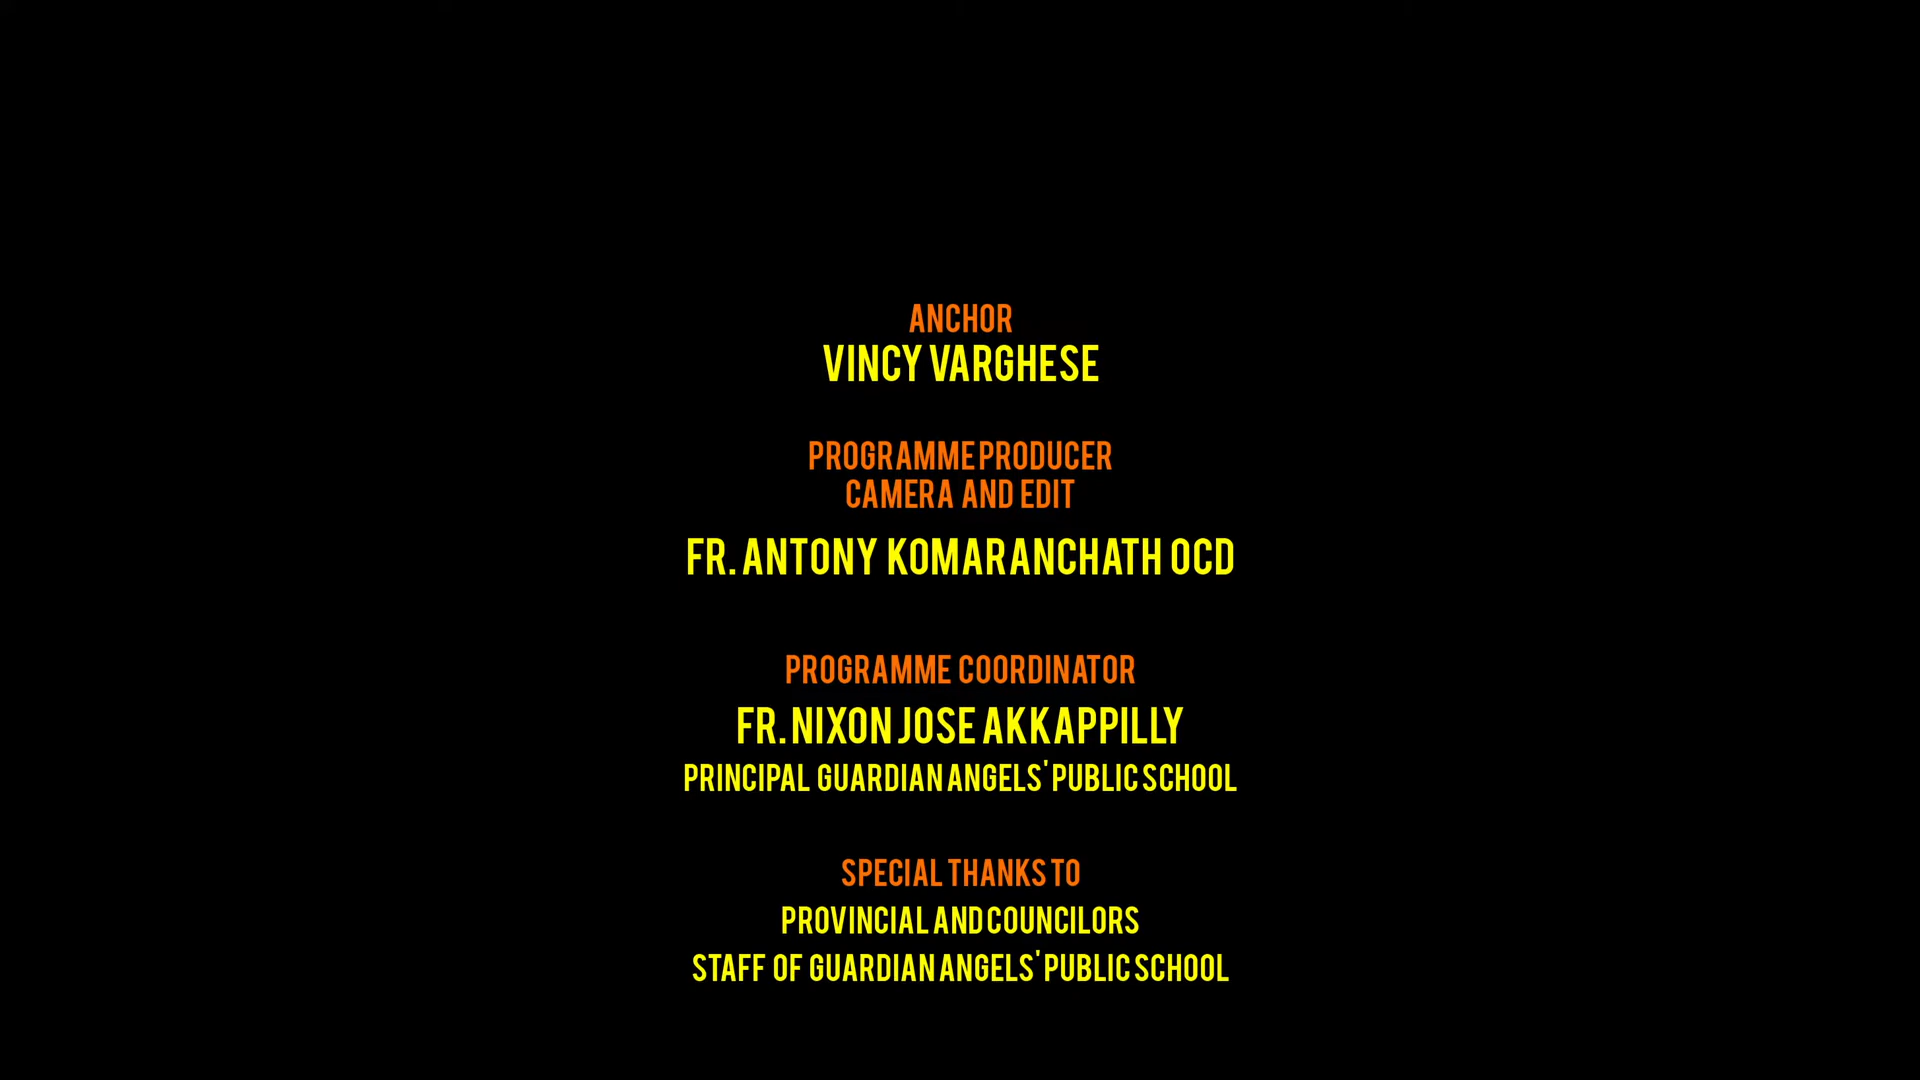 ANCHOR
VINCY VARGHESE
PROGRAMME PRODUCER
CAMERA AND EDIT
FR. ANTONY KOMARANCHATH OCD
PROGRAMME COORDINATOR
FR. NIXON JOSE AKKAPPILLY
PRINCIPAL GUARDIAN ANGELS' PUBLIC SCHOOL
SPECIAL THANKS TO
PROVINCIAL AND COUNCILORS
STAFF OF GUARDIAN ANGELS' PUBLIC SCHOOL